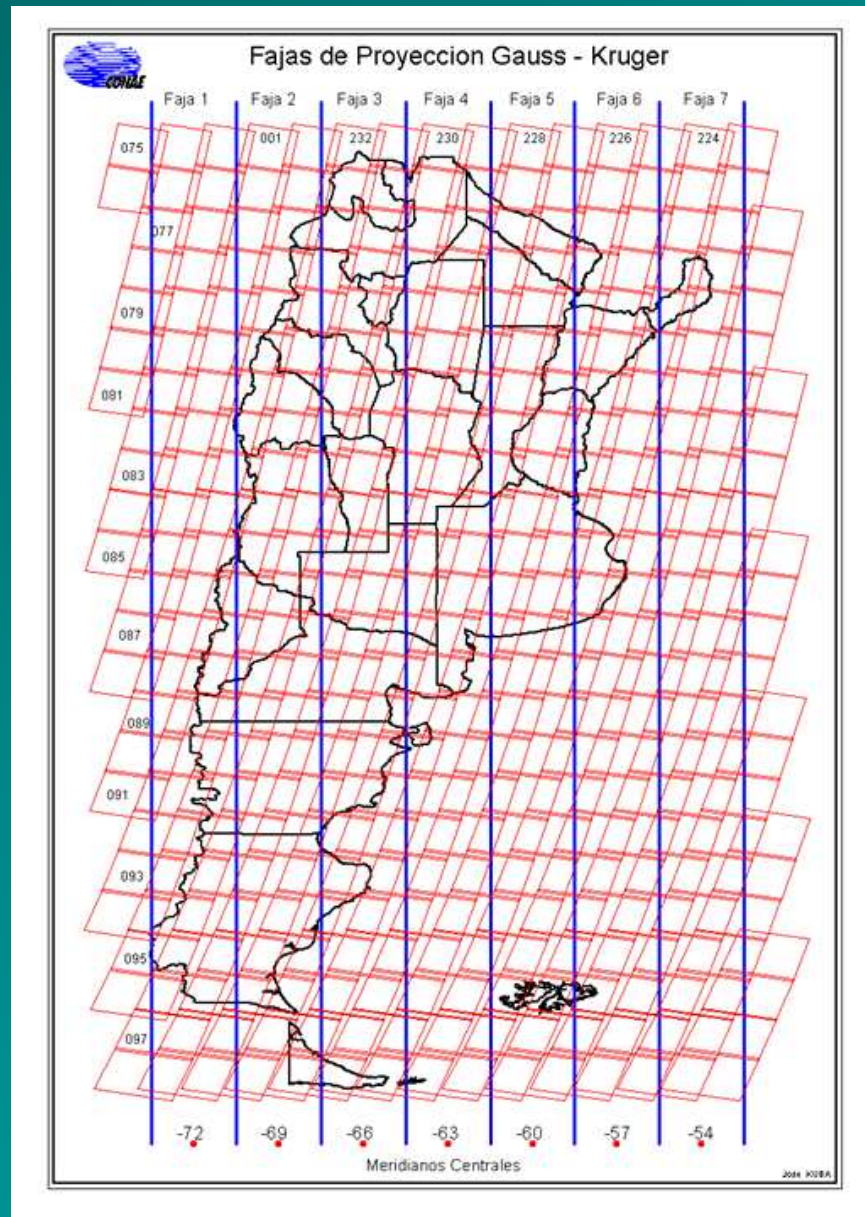 Fajas de Proyeccion Gauss - Kruger
CONAE
Faja 1 Faja 2 Faja 3 Faja 4 Faja 5 Faja 6 Faja 7
001 232 230 228 226 224
075
077
079
081
083
085
087
089
091
093
095
097
-72 -69 -66 -63 -60 -57 -54
Meridianos Centrales